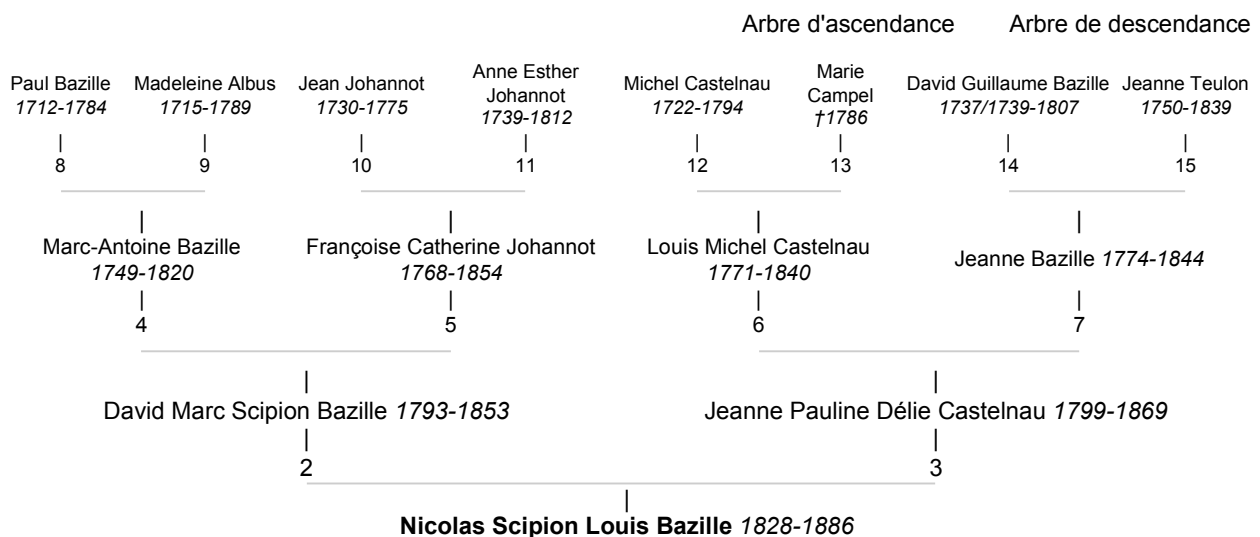 Arbre d'ascendance Arbre de descendance
Paul Bazille
1712-1784
Madeleine Albus
1715-1789
Jean Johannot
1730-1775
Anne Esther
Johannot
1739-1812
Michel Castelnau
1722-1794
Marie
Campel
†1786
David Guillaume Bazille
1737/1739-1807
Jeanne Teulon
1750-1839
8 9 10 11 12 13 14 15
Marc-Antoine Bazille
1749-1820
Françoise Catherine Johannot
1768-1854
Louis Michel Castelnau
1771-1840
Jeanne Bazille 1774-1844
4 5 6 7
David Marc Scipion Bazille 1793-1853
Jeanne Pauline Délie Castelnau 1799-1869
2 3
Nicolas Scipion Louis Bazille 1828-1886